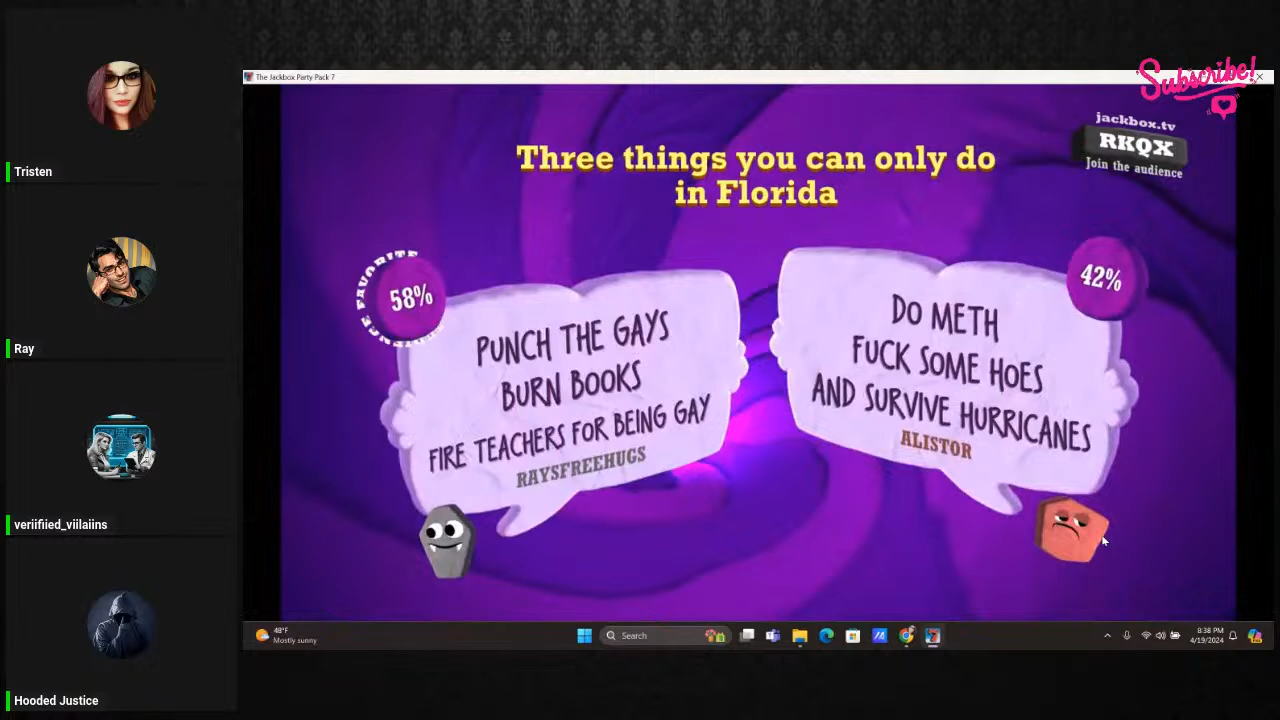 Tristen
Ray
veriifiied_viilaiins
Hooded Justice
The Jackbox Party Pack 7
Subscribe!
jackbox.tv
RKQX
Join the audience
Three things you can only do
in Florida
58%
PUNCH THE GAYS
BURN BOOKS
FIRE TEACHERS FOR BEING GAY
RAYSFREEHUGS
42%
DO METH
FUCK SOME HOES
AND SURVIVE HURRICANES
ALISTOR
48°F
Mostly sunny
Search
8:38 PM
4/19/2024